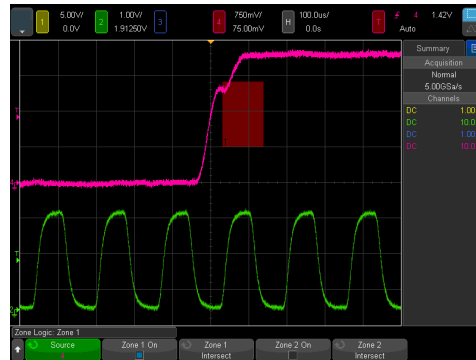 1 5.00V/ 2 1.00V/ 3 4 750mV/ H 100.0us/ T 4 1.42V
0.0V 1.91250V 75.00mV 0.0s Auto
Summary
Acquisition
Normal
5.00GSa/s
Channels
DC 1.00
DC 10.0
DC 1.00
DC 10.0
Zone Logic: Zone 1
Source Zone 1 On Zone 1 Zone 2 On Zone 2
4 Intersect Intersect